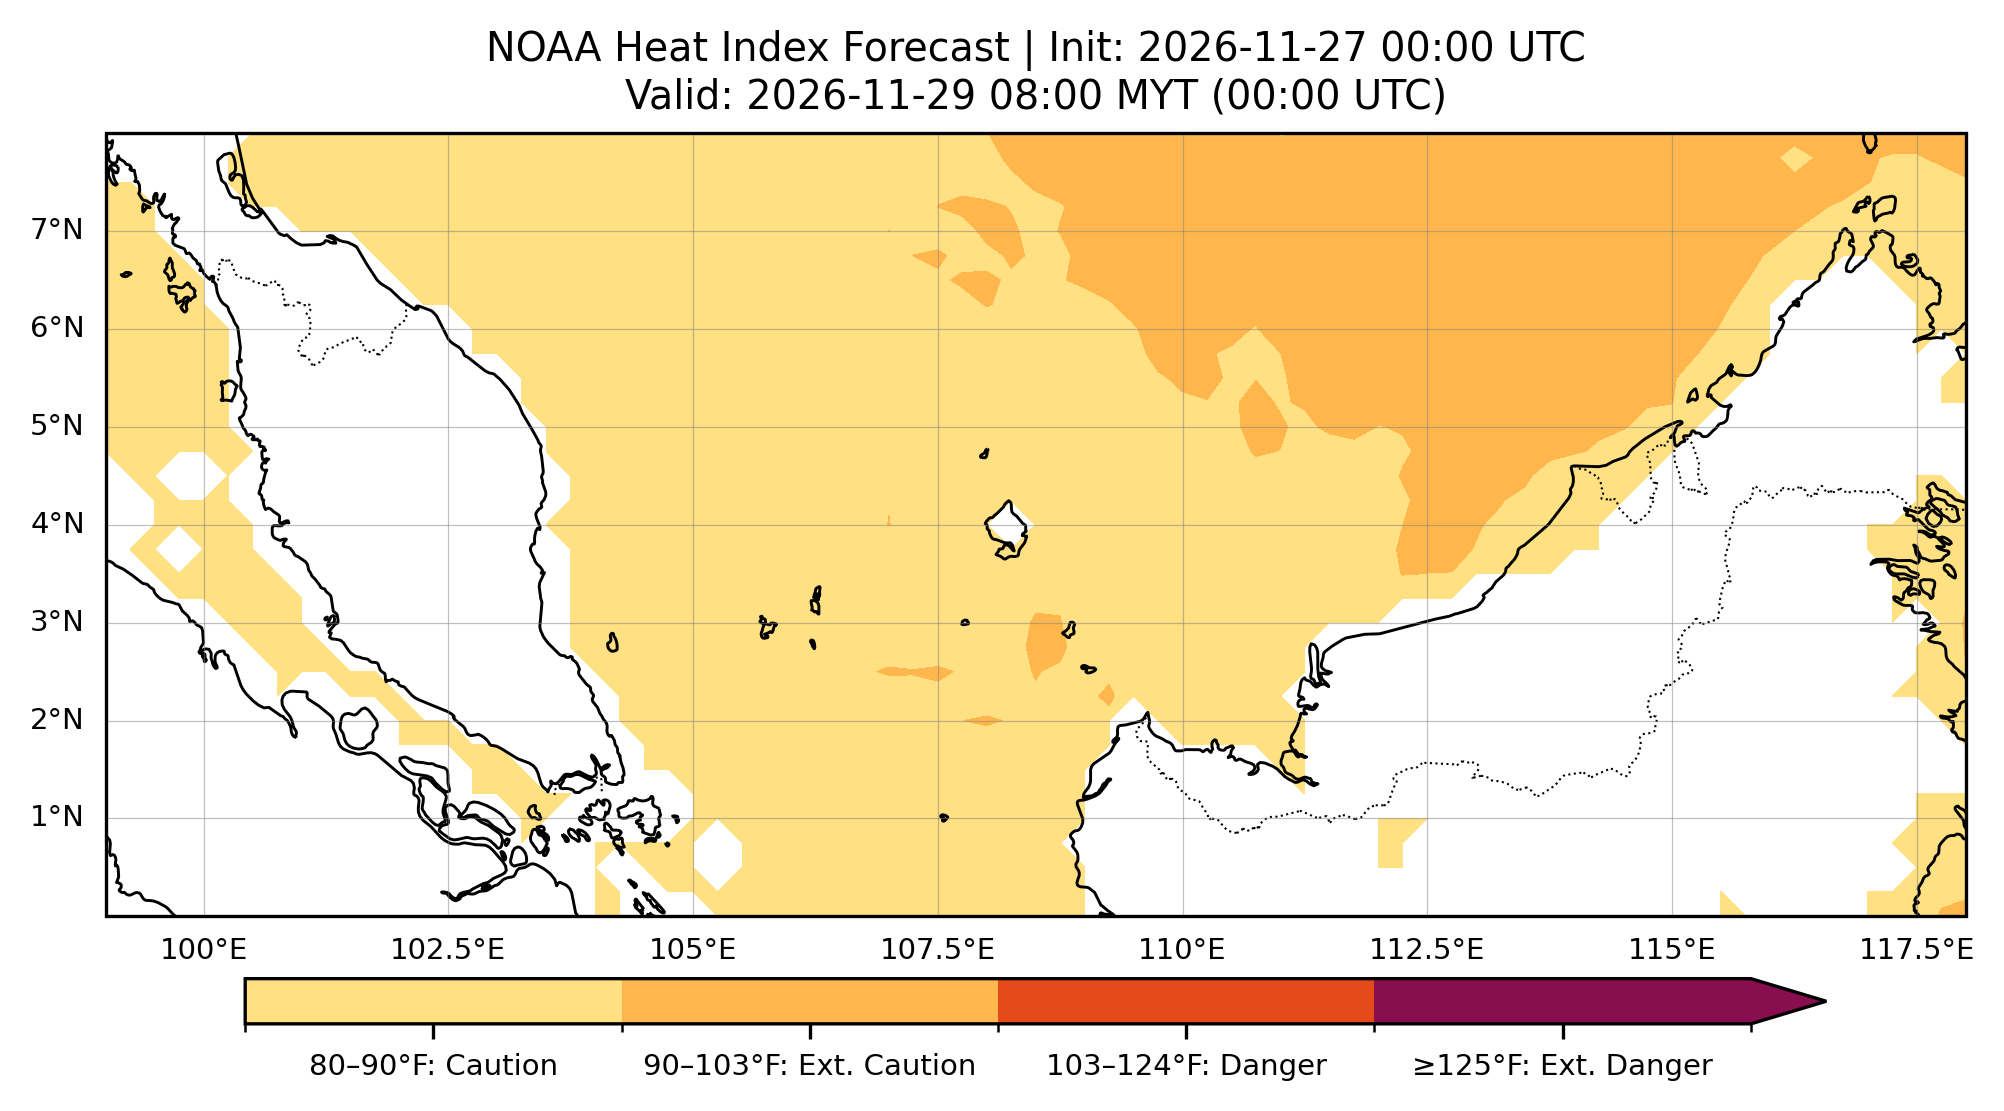 NOAA Heat Index Forecast | Init: 2026-11-27 00:00 UTC
Valid: 2026-11-29 08:00 MYT (00:00 UTC)
7°N
6°N
5°N
4°N
3°N
2°N
1°N
100°E 102.5°E 105°E 107.5°E 110°E 112.5°E 115°E 117.5°E
80–90°F: Caution 90–103°F: Ext. Caution 103–124°F: Danger ≥125°F: Ext. Danger